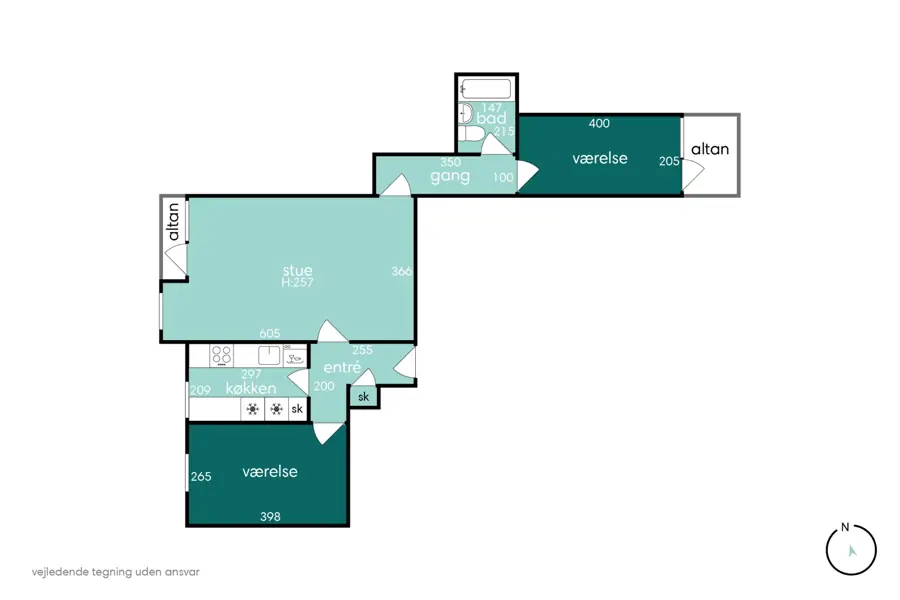 147
bad
215
400
værelse
205
altan
350
gang
100
altan
stue
H:257
366
605
255
entré
200
297
209
køkken
sk
sk
værelse
265
398
N
vejledende tegning uden ansvar